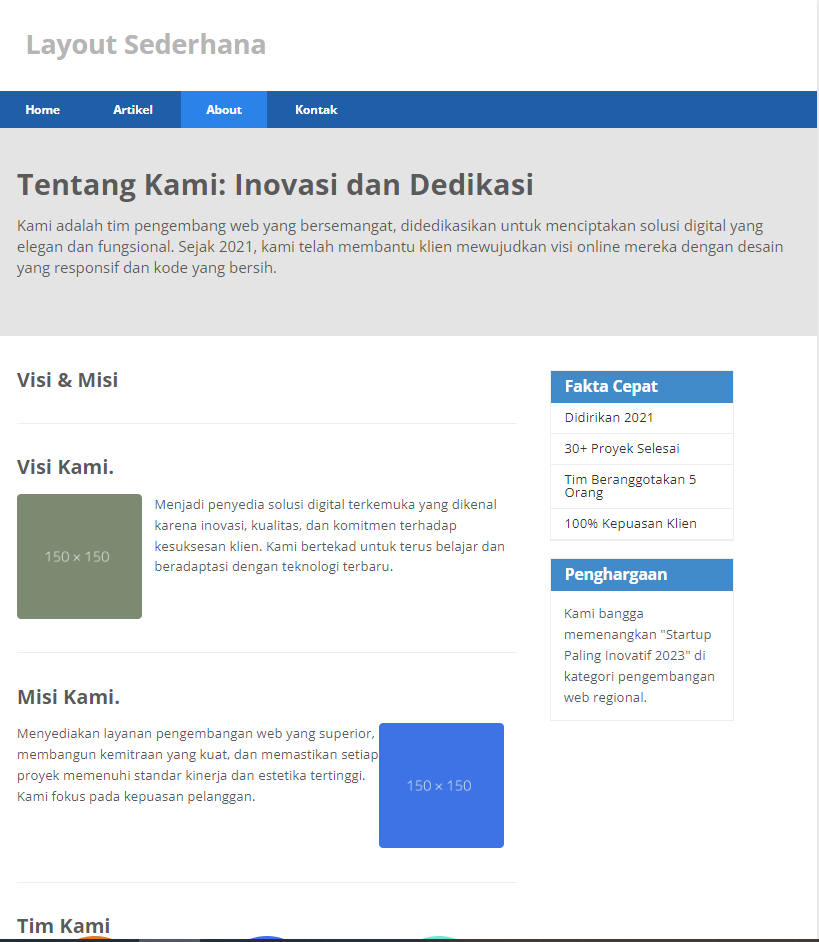 Layout Sederhana
Home
Artikel
About
Kontak
Tentang Kami: Inovasi dan Dedikasi
Kami adalah tim pengembang web yang bersemangat, didedikasikan untuk menciptakan solusi digital yang
elegan dan fungsional. Sejak 2021, kami telah membantu klien mewujudkan visi online mereka dengan desain
yang responsif dan kode yang bersih.
Visi & Misi
Visi Kami.
150 × 150
Menjadi penyedia solusi digital terkemuka yang dikenal
karena inovasi, kualitas, dan komitmen terhadap
kesuksesan klien. Kami bertekad untuk terus belajar dan
beradaptasi dengan teknologi terbaru.
Misi Kami.
Menyediakan layanan pengembangan web yang superior,
membangun kemitraan yang kuat, dan memastikan setiap
proyek memenuhi standar kinerja dan estetika tertinggi.
Kami fokus pada kepuasan pelanggan.
150 × 150
Tim Kami
Fakta Cepat
Didirikan 2021
30+ Proyek Selesai
Tim Beranggotakan 5
Orang
100% Kepuasan Klien
Penghargaan
Kami bangga
memenangkan "Startup
Paling Inovatif 2023" di
kategori pengembangan
web regional.